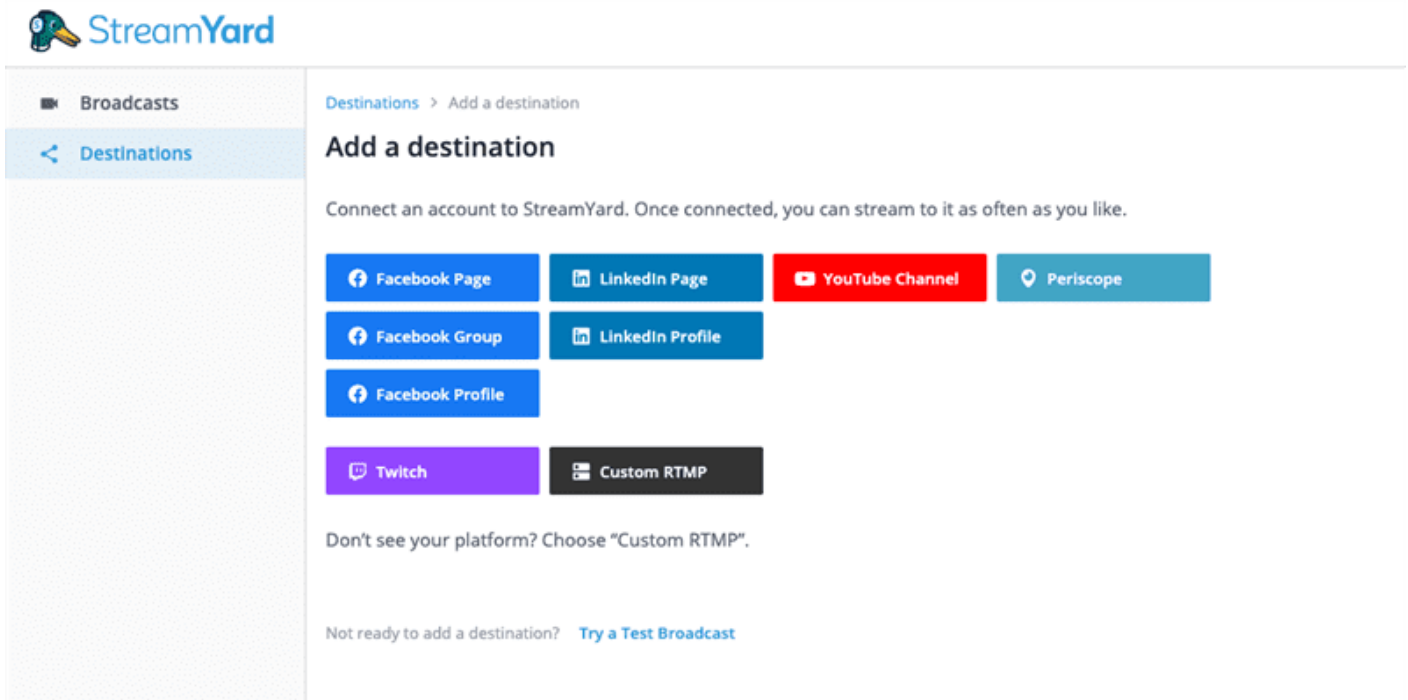 StreamYard
Broadcasts
Destinations
Destinations > Add a destination
Add a destination
Connect an account to StreamYard. Once connected, you can stream to it as often as you like.
Facebook Page
LinkedIn Page
YouTube Channel
Periscope
Facebook Group
LinkedIn Profile
Facebook Profile
Twitch
Custom RTMP
Don’t see your platform? Choose “Custom RTMP”.
Not ready to add a destination? Try a Test Broadcast